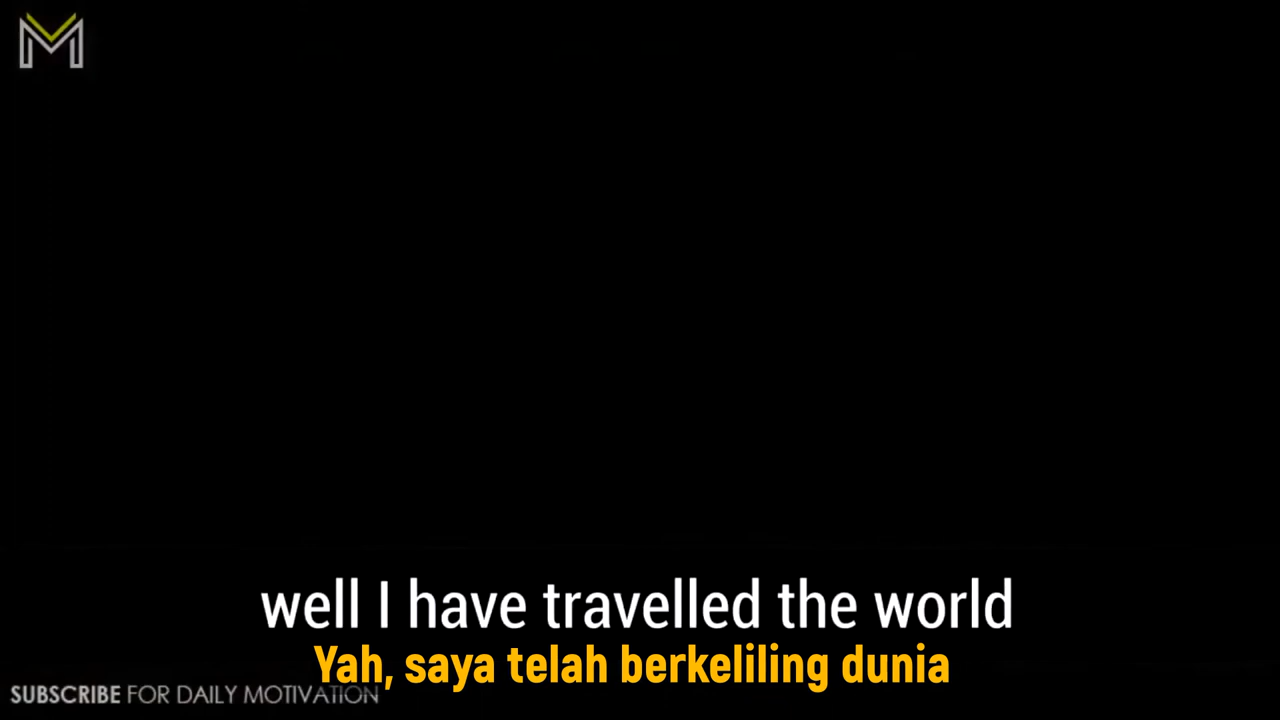 M
well I have travelled the world
Yah, saya telah berkeliling dunia
SUBSCRIBE FOR DAILY MOTIVATION